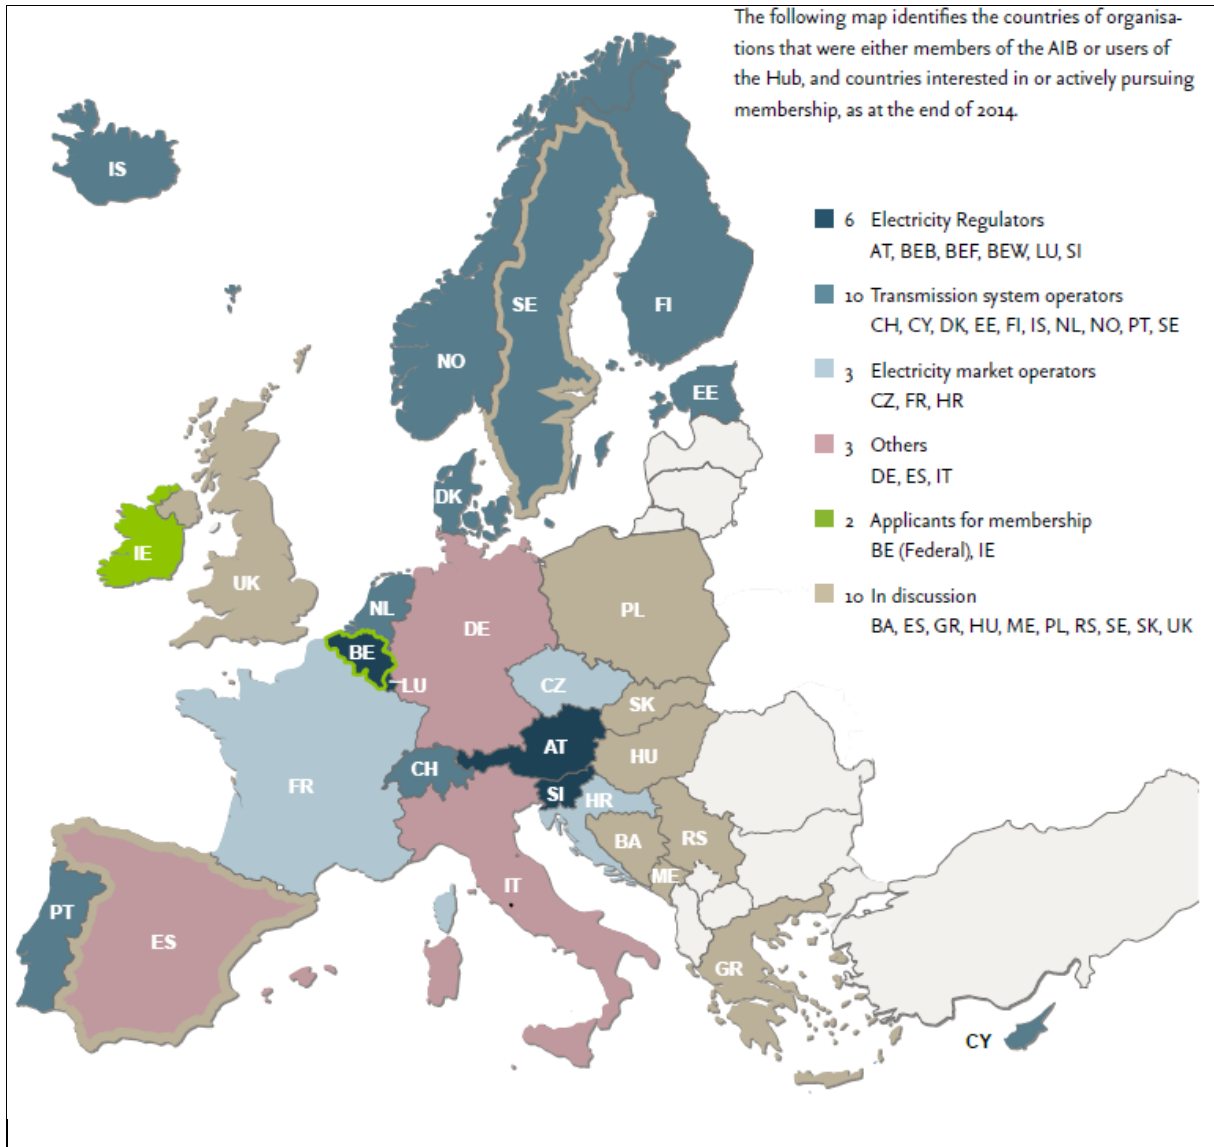 The following map identifies the countries of organisa-
tions that were either members of the AIB or users of
the Hub, and countries interested in or actively pursuing
membership, as at the end of 2014.
6 Electricity Regulators
AT, BEB, BEF, BEW, LU, SI
10 Transmission system operators
CH, CY, DK, EE, FI, IS, NL, NO, PT, SE
3 Electricity market operators
CZ, FR, HR
3 Others
DE, ES, IT
2 Applicants for membership
BE (Federal), IE
10 In discussion
BA, ES, GR, HU, ME, PL, RS, SE, SK, UK
IS
SE
FI
NO
EE
DK
IE
UK
NL
PL
DE
BE
LU
CZ
SK
AT
HU
CH
FR
SI
HR
BA
RS
ME
IT
PT
ES
GR
CY